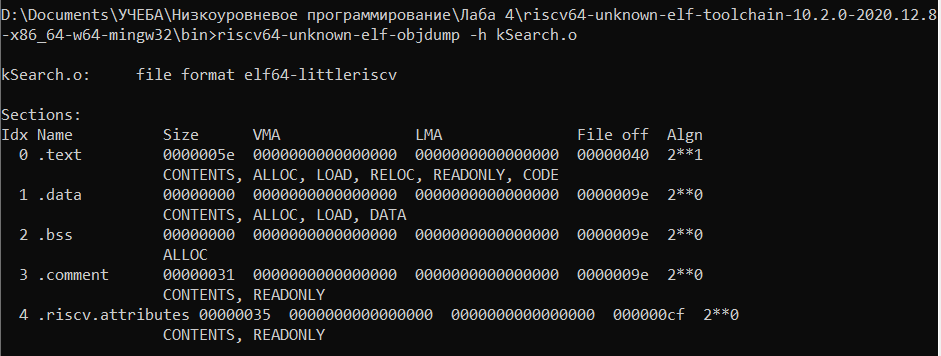 D:\Documents\УЧЕБА\Низкоуровневое программирование\Лаба 4\riscv64-unknown-elf-toolchain-10.2.0-2020.12.8
-x86_64-w64-mingw32\bin>riscv64-unknown-elf-objdump -h kSearch.o
kSearch.o:     file format elf64-littleriscv
Sections:
Idx Name          Size      VMA               LMA               File off  Algn
  0 .text         0000005e  0000000000000000  0000000000000000  00000040  2**1
                  CONTENTS, ALLOC, LOAD, RELOC, READONLY, CODE
  1 .data         00000000  0000000000000000  0000000000000000  0000009e  2**0
                  CONTENTS, ALLOC, LOAD, DATA
  2 .bss          00000000  0000000000000000  0000000000000000  0000009e  2**0
                  ALLOC
  3 .comment      00000031  0000000000000000  0000000000000000  0000009e  2**0
                  CONTENTS, READONLY
  4 .riscv.attributes 00000035  0000000000000000  0000000000000000  000000cf  2**0
                  CONTENTS, READONLY